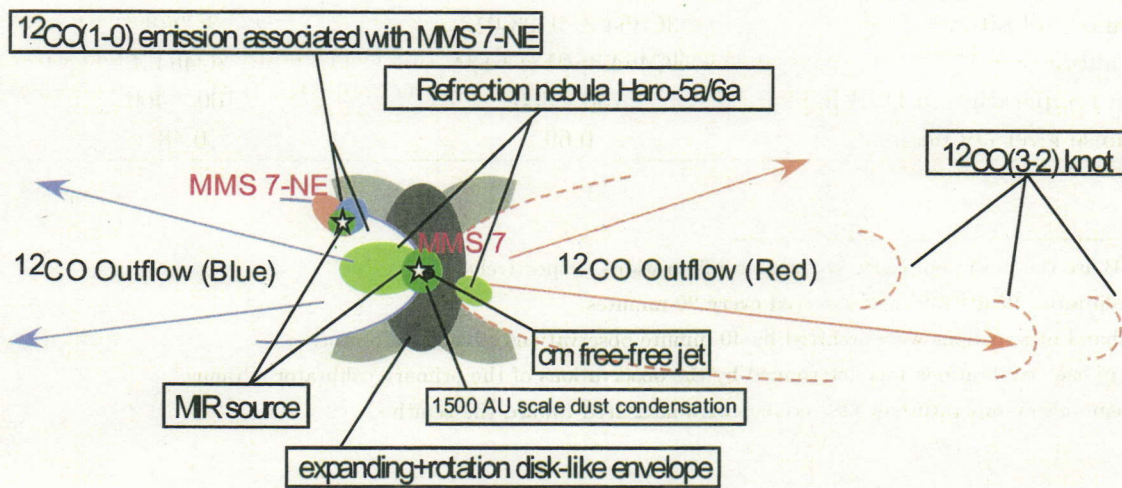 ¹²CO(1-0) emission associated with MMS 7-NE
Refrection nebula Haro-5a/6a
¹²CO(3-2) knot
MMS 7-NE
MMS 7
¹²CO Outflow (Blue)
¹²CO Outflow (Red)
cm free-free jet
MIR source
1500 AU scale dust condensation
expanding+rotation disk-like envelope